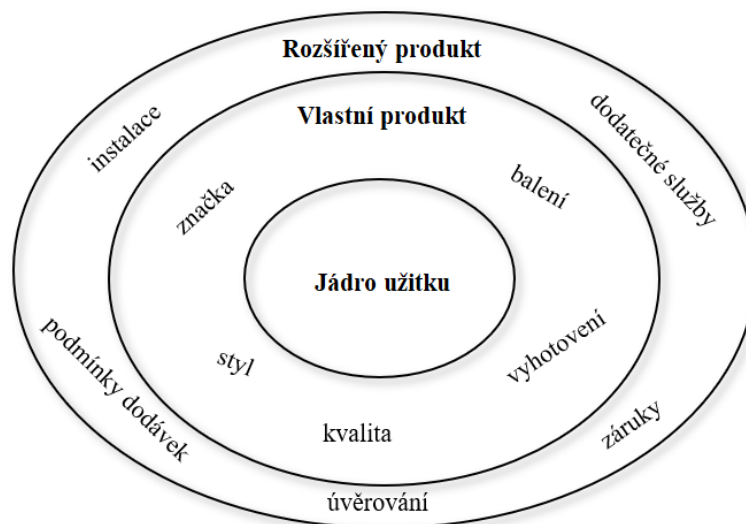 Rozšířený produkt
instalace
dodatečné služby
Vlastní produkt
značka
balení
Jádro užitku
styl
vyhotovení
kvalita
podmínky dodávek
záruky
úvěrování